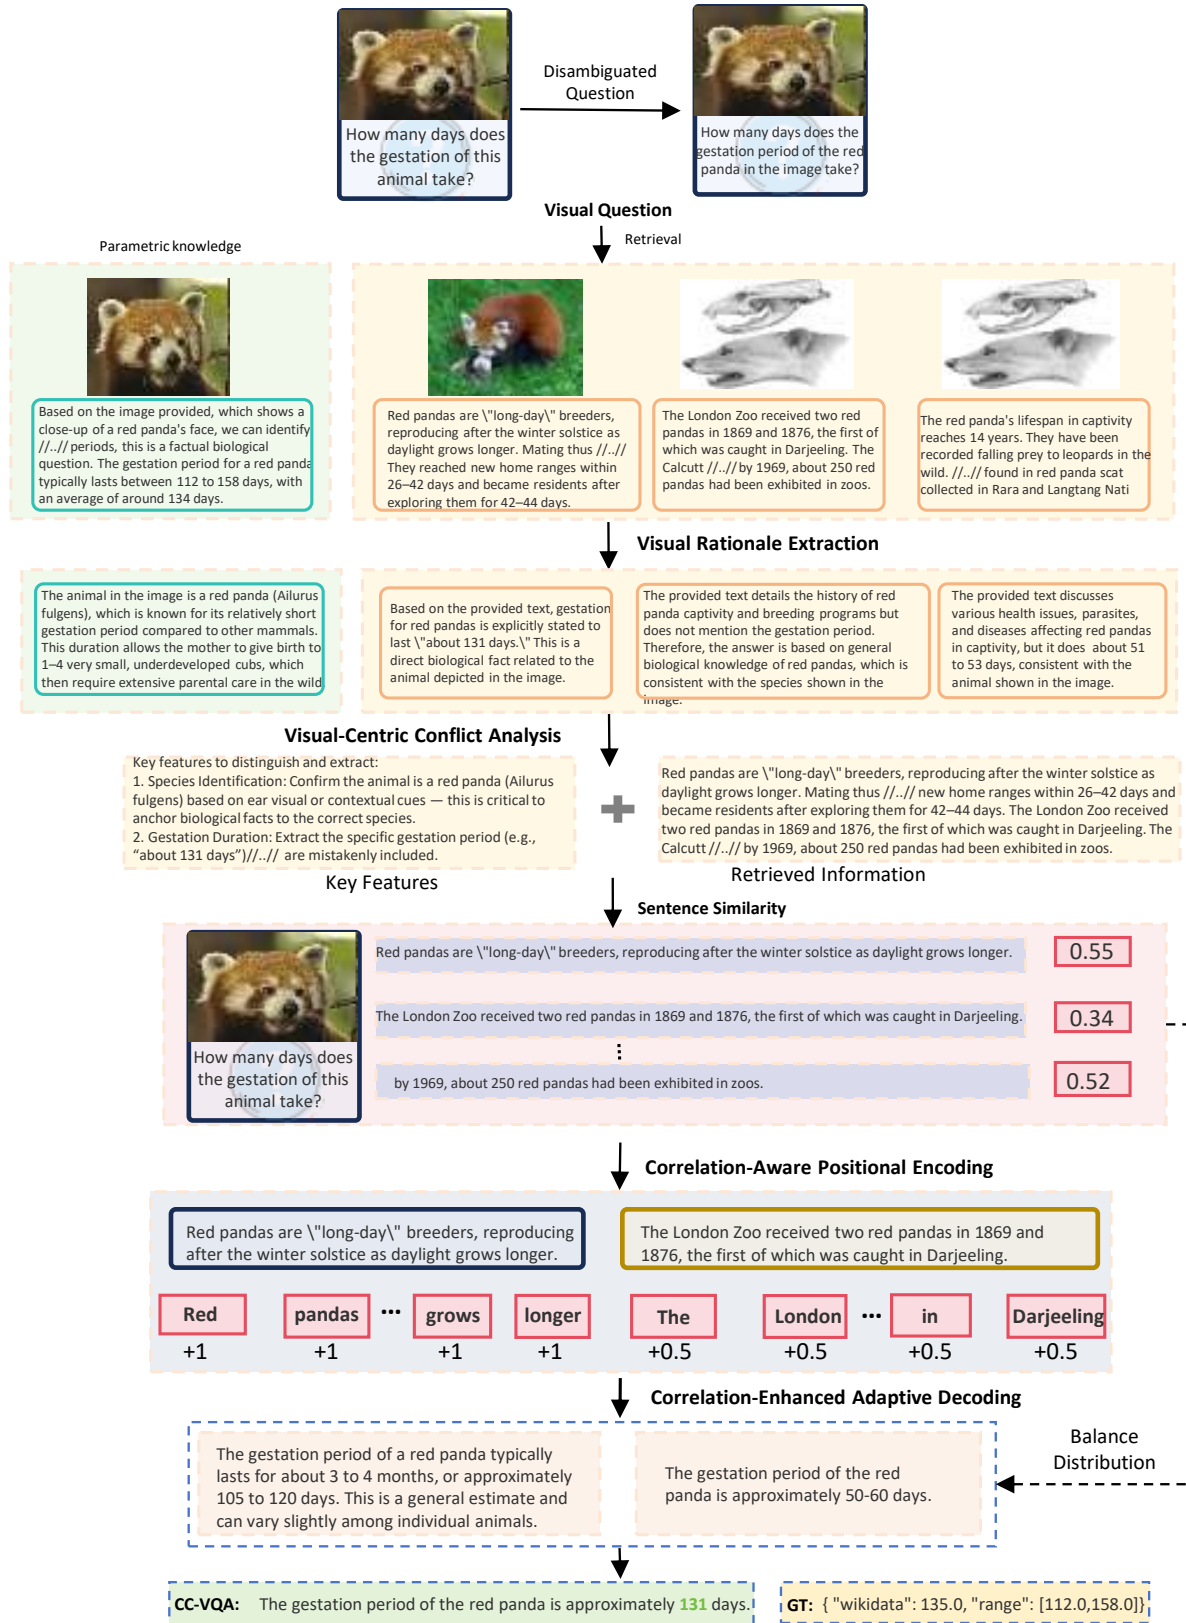 How many days does
the gestation of this
animal take?
Disambiguated
Question
How many days does the
gestation period of the red
panda in the image take?
Visual Question
Retrieval
Parametric knowledge
Based on the image provided, which shows a
close-up of a red panda's face, we can identify
//..// periods, this is a factual biological
question. The gestation period for a red panda
typically lasts between 112 to 158 days, with
an average of around 134 days.
Red pandas are \"long-day\" breeders,
reproducing after the winter solstice as
daylight grows longer. Mating thus //..//
They reached new home ranges within
26–42 days and became residents after
exploring them for 42–44 days.
The London Zoo received two red
pandas in 1869 and 1876, the first of
which was caught in Darjeeling. The
Calcutt //..// by 1969, about 250 red
pandas had been exhibited in zoos.
The red panda's lifespan in captivity
reaches 14 years. They have been
recorded falling prey to leopards in the
wild. //..// found in red panda scat
collected in Rara and Langtang Nati
Visual Rationale Extraction
The animal in the image is a red panda (Ailurus
fulgens), which is known for its relatively short
gestation period compared to other mammals.
This duration allows the mother to give birth to
1–4 very small, underdeveloped cubs, which
then require extensive parental care in the wild
Based on the provided text, gestation
for red pandas is explicitly stated to
last \"about 131 days.\" This is a
direct biological fact related to the
animal depicted in the image.
The provided text details the history of red
panda captivity and breeding programs but
does not mention the gestation period.
Therefore, the answer is based on general
biological knowledge of red pandas, which is
consistent with the species shown in the
image.
The provided text discusses
various health issues, parasites,
and diseases affecting red pandas
in captivity, but it does  about 51
to 53 days, consistent with the
animal shown in the image.
Visual-Centric Conflict Analysis
Key features to distinguish and extract:
1. Species Identification: Confirm the animal is a red panda (Ailurus
fulgens) based on ear visual or contextual cues — this is critical to
anchor biological facts to the correct species.
2. Gestation Duration: Extract the specific gestation period (e.g.,
“about 131 days”)//..// are mistakenly included.
Key Features
Red pandas are \"long-day\" breeders, reproducing after the winter solstice as
daylight grows longer. Mating thus //..// new home ranges within 26–42 days and
became residents after exploring them for 42–44 days. The London Zoo received
two red pandas in 1869 and 1876, the first of which was caught in Darjeeling. The
Calcutt //..// by 1969, about 250 red pandas had been exhibited in zoos.
Retrieved Information
Sentence Similarity
How many days does
the gestation of this
animal take?
Red pandas are \"long-day\" breeders, reproducing after the winter solstice as daylight grows longer.
0.55
The London Zoo received two red pandas in 1869 and 1876, the first of which was caught in Darjeeling.
0.34
⋮
by 1969, about 250 red pandas had been exhibited in zoos.
0.52
Correlation-Aware Positional Encoding
Red pandas are \"long-day\" breeders, reproducing
after the winter solstice as daylight grows longer.
The London Zoo received two red pandas in 1869 and
1876, the first of which was caught in Darjeeling.
Red pandas ... grows longer The London ... in Darjeeling
+1 +1 +1 +1 +0.5 +0.5 +0.5 +0.5
Correlation-Enhanced Adaptive Decoding
The gestation period of a red panda typically
lasts for about 3 to 4 months, or approximately
105 to 120 days. This is a general estimate and
can vary slightly among individual animals.
The gestation period of the red
panda is approximately 50-60 days.
Balance
Distribution
CC-VQA: The gestation period of the red panda is approximately 131 days.
GT: { "wikidata": 135.0, "range": [112.0,158.0]}